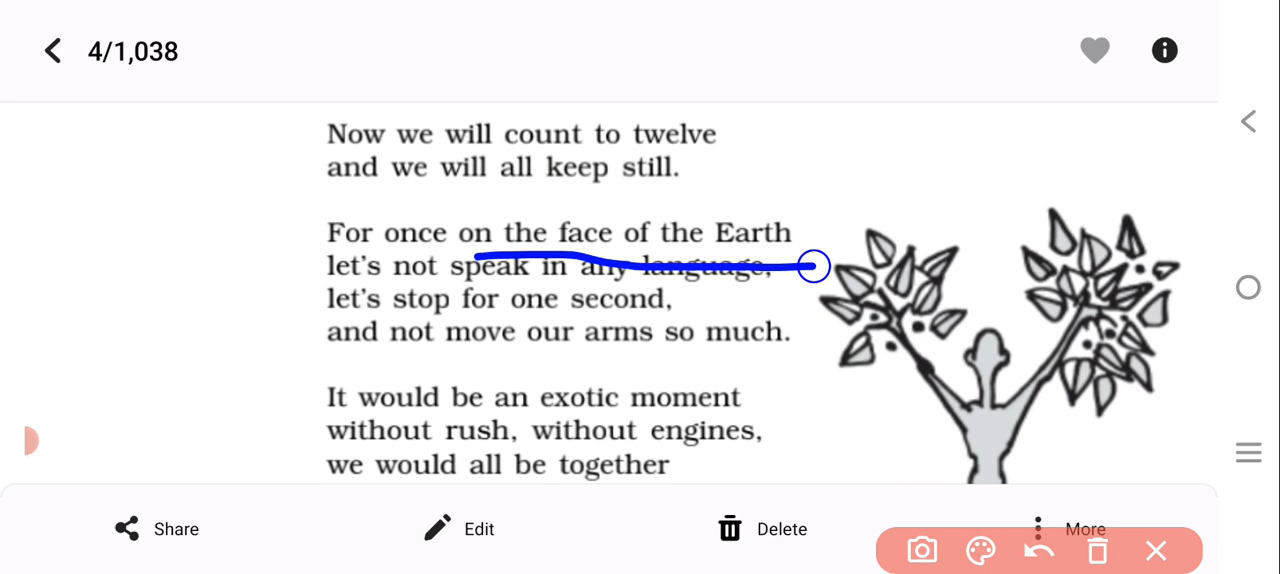 4/1,038
Now we will count to twelve
and we will all keep still.
For once on the face of the Earth
let's not speak in any language,
let's stop for one second,
and not move our arms so much.
It would be an exotic moment
without rush, without engines,
we would all be together
Share
Edit
Delete
More